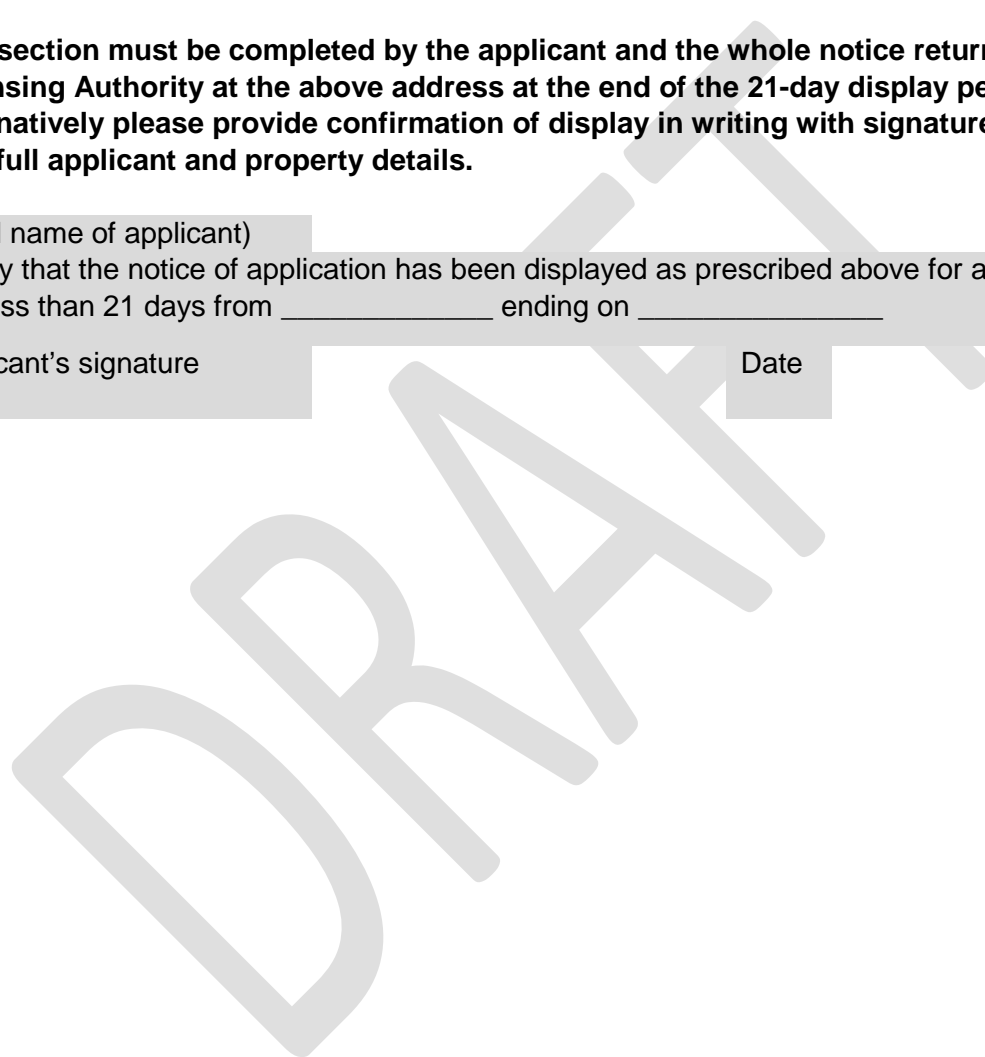 section must be completed by the applicant and the whole notice return
nsing Authority at the above address at the end of the 21-day display pe
natively please provide confirmation of display in writing with signature
full applicant and property details.
l name of applicant)
y that the notice of application has been displayed as prescribed above for a
ss than 21 days from _____________ ending on _______________
cant’s signature Date
DRAFT